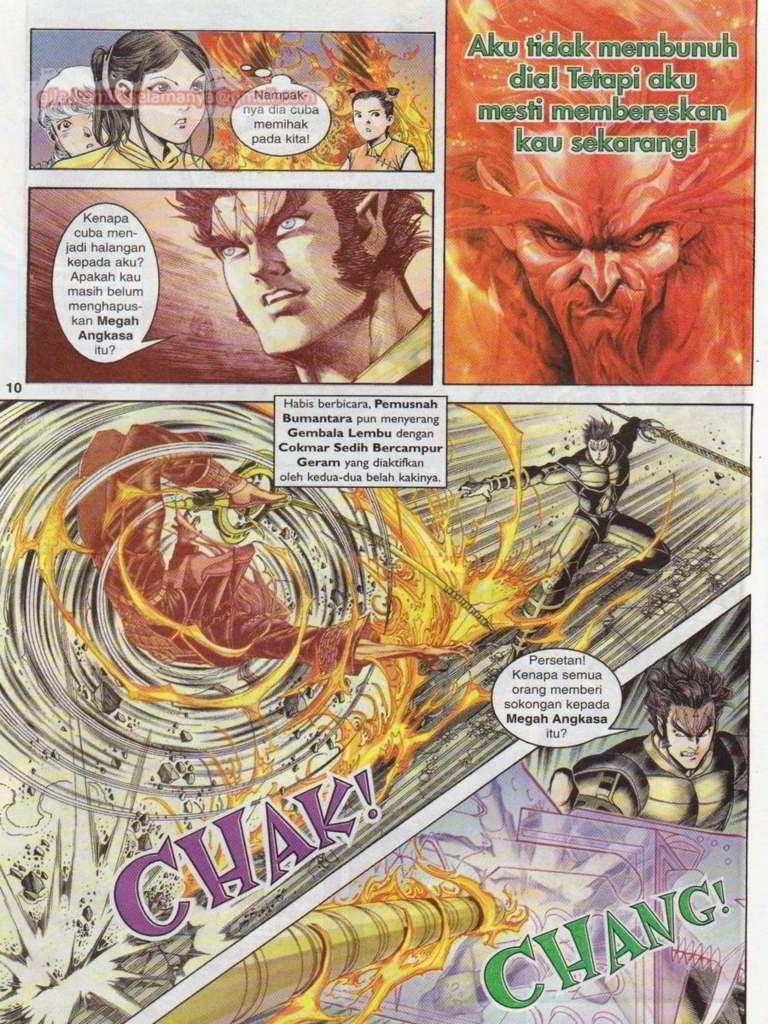 Nampak-
nya dia cuba
memihak
pada kita!
Aku tidak membunuh
dia! Tetapi aku
mesti membereskan
kau sekarang!
Kenapa
cuba men-
jadi halangan
kepada aku?
Apakah kau
masih belum
menghapus-
kan Megah
Angkasa
itu?
10
Habis berbicara, Pemusnah
Bumantara pun menyerang
Gembala Lembu dengan
Cokmar Sedih Bercampur
Geram yang diaktifkan
oleh kedua-dua belah kakinya.
Persetan!
Kenapa semua
orang memberi
sokongan kepada
Megah Angkasa
itu?
CHAK!
CHANG!